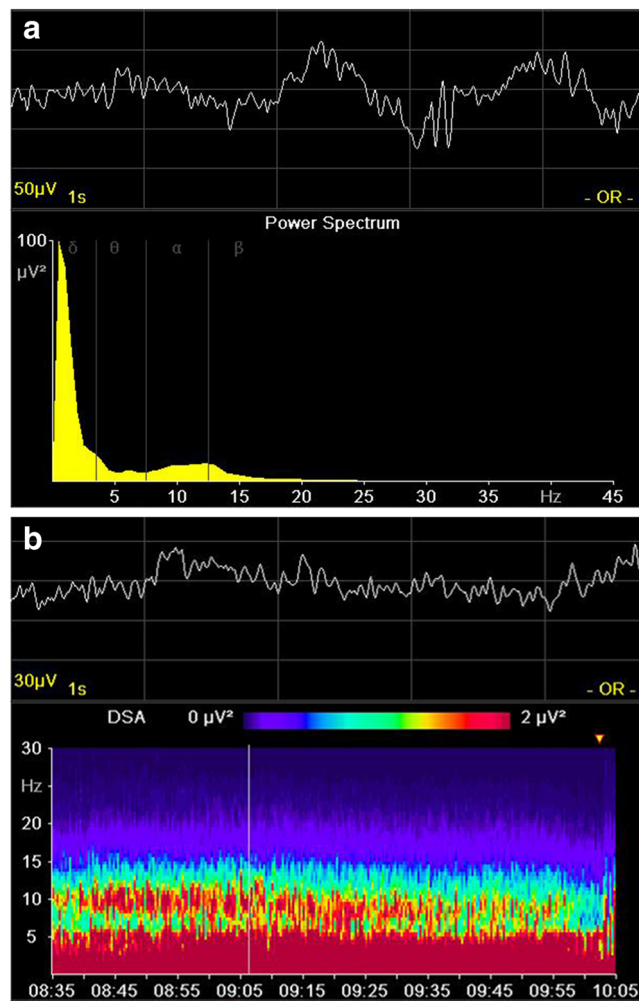 a
50µV 1s - OR -
Power Spectrum
100
µV²
δ θ α β
5 10 15 20 25 30 35 Hz 45
b
30µV 1s - OR -
DSA 0 µV² 2 µV²
30
Hz
20
15
10
5
08:35 08:45 08:55 09:05 09:15 09:25 09:35 09:45 09:55 10:05